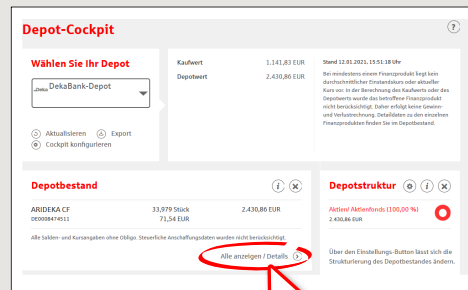 Depot-Cockpit
?
Wählen Sie Ihr Depot
Deka DekaBank-Depot
Aktualisieren
Export
Cockpit konfigurieren
Kaufwert 1.141,83 EUR
Depotwert 2.430,86 EUR
Stand 12.01.2021, 15:51:18 Uhr
Bei mindestens einem Finanzprodukt liegt kein
durchschnittlicher Einstandskurs oder aktueller
Kurs vor. In der Berechnung des Kaufwerts oder des
Depotwerts wurde das betroffene Finanzprodukt
nicht berücksichtigt. Daher erfolgt keine Gewinn-
und Verlustrechnung. Detaildaten zu den einzelnen
Finanzprodukten finden Sie im Depotbestand.
Depotbestand
i
ARIDEKA CF 33,979 Stück 2.430,86 EUR
DE0008474511 71,54 EUR
Alle Salden- und Kursangaben ohne Obligo. Steuerliche Anschaffungsdaten wurden nicht berücksichtigt.
Alle anzeigen / Details
Depotstruktur
i
Aktien/ Aktienfonds (100,00 %)
2.430,86 EUR
Über den Einstellungs-Button lässt sich die
Strukturierung des Depotbestandes ändern.